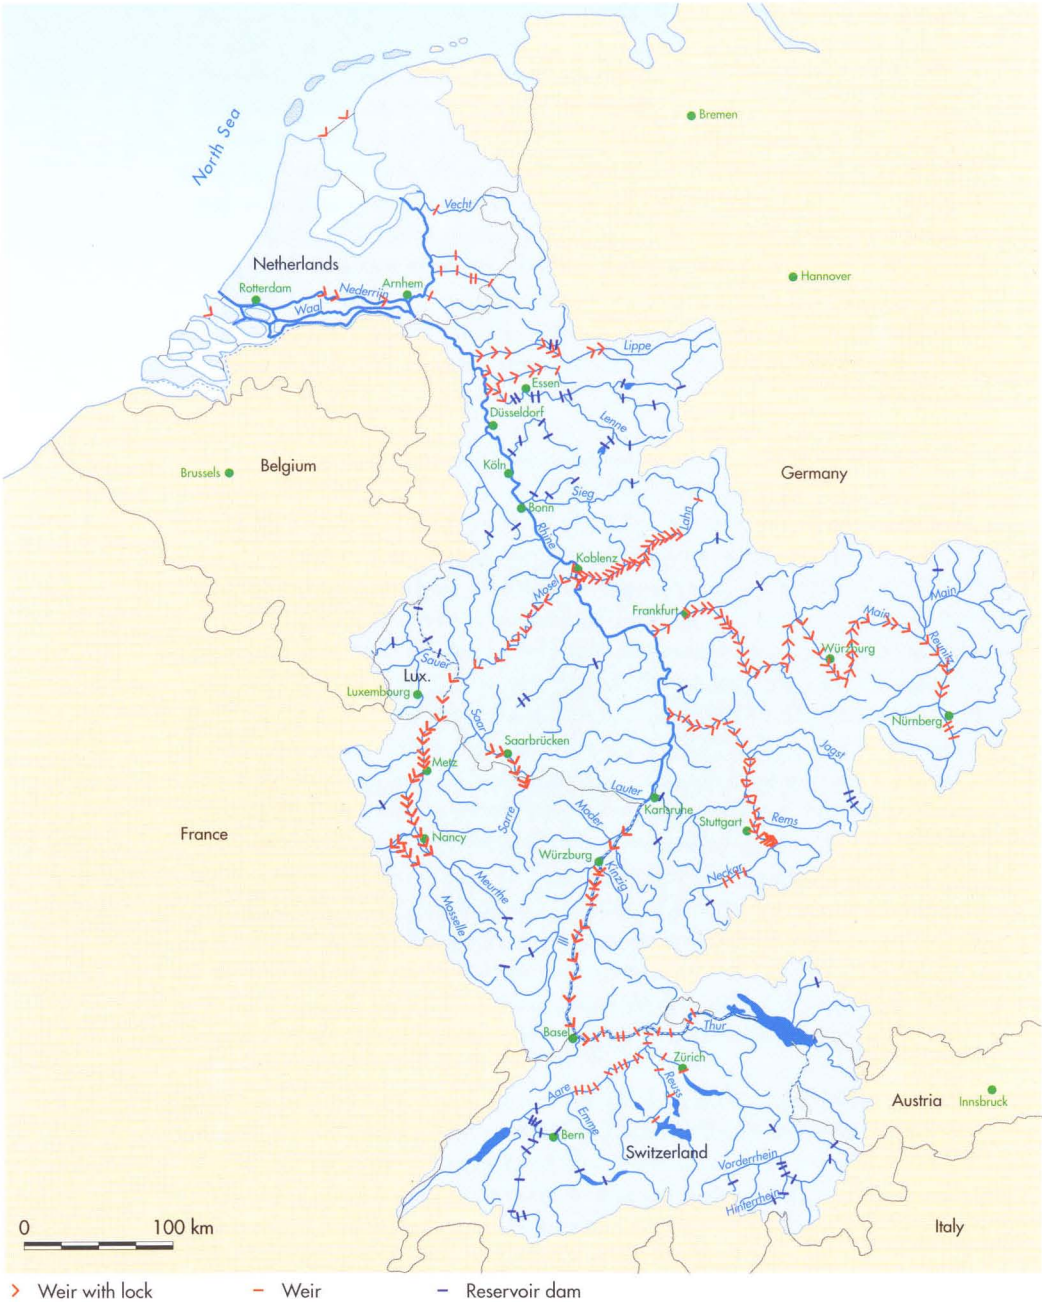 North Sea
Bremen
Vecht
Netherlands
Hannover
Rotterdam
Nederrijn
Arnhem
Waal
Lippe
Essen
Düsseldorf
Lenne
Köln
Brussels
Belgium
Germany
Sieg
Bonn
Lahn
Rhine
Koblenz
Mosel
Frankfurt
Main
Main
Würzburg
Regnitz
Sauer
Lux.
Luxembourg
Saar
Nürnberg
Saarbrücken
Jagst
Metz
Lauter
Karlsruhe
Moder
Sarre
Stuttgart
Rems
France
Nancy
Würzburg
Kinzig
Neckar
Meurthe
Mosselle
Ill
Basel
Thur
Zürich
Aare
Reuss
Austria
Innsbruck
Emme
Bern
Switzerland
Vorderrhein
Hinterrhein
Italy
0 100 km
Weir with lock
Weir
Reservoir dam